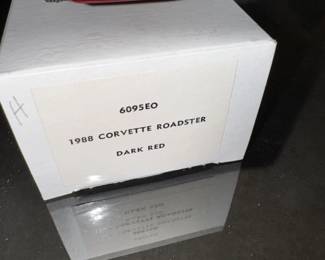 6095EO
1988 CORVETTE ROADSTER
DARK RED
H